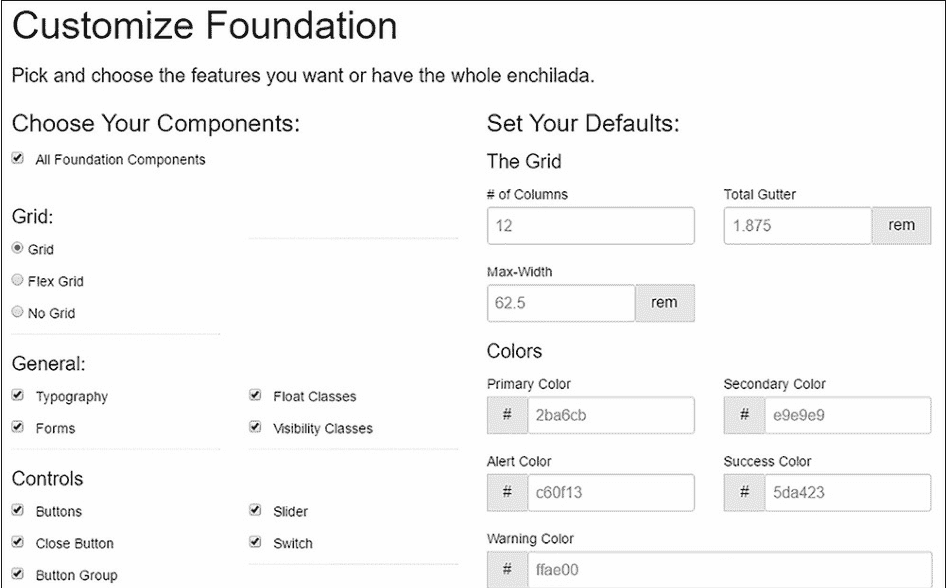 Customize Foundation
Pick and choose the features you want or have the whole enchilada.
Choose Your Components:
All Foundation Components
Grid:
Grid
Flex Grid
No Grid
General:
Typography
Float Classes
Forms
Visibility Classes
Controls
Buttons
Slider
Close Button
Switch
Button Group
Set Your Defaults:
The Grid
# of Columns
Total Gutter
12
1.875 rem
Max-Width
62.5 rem
Colors
Primary Color
Secondary Color
# 2ba6cb
# e9e9e9
Alert Color
Success Color
# c60f13
# 5da423
Warning Color
# ffae00